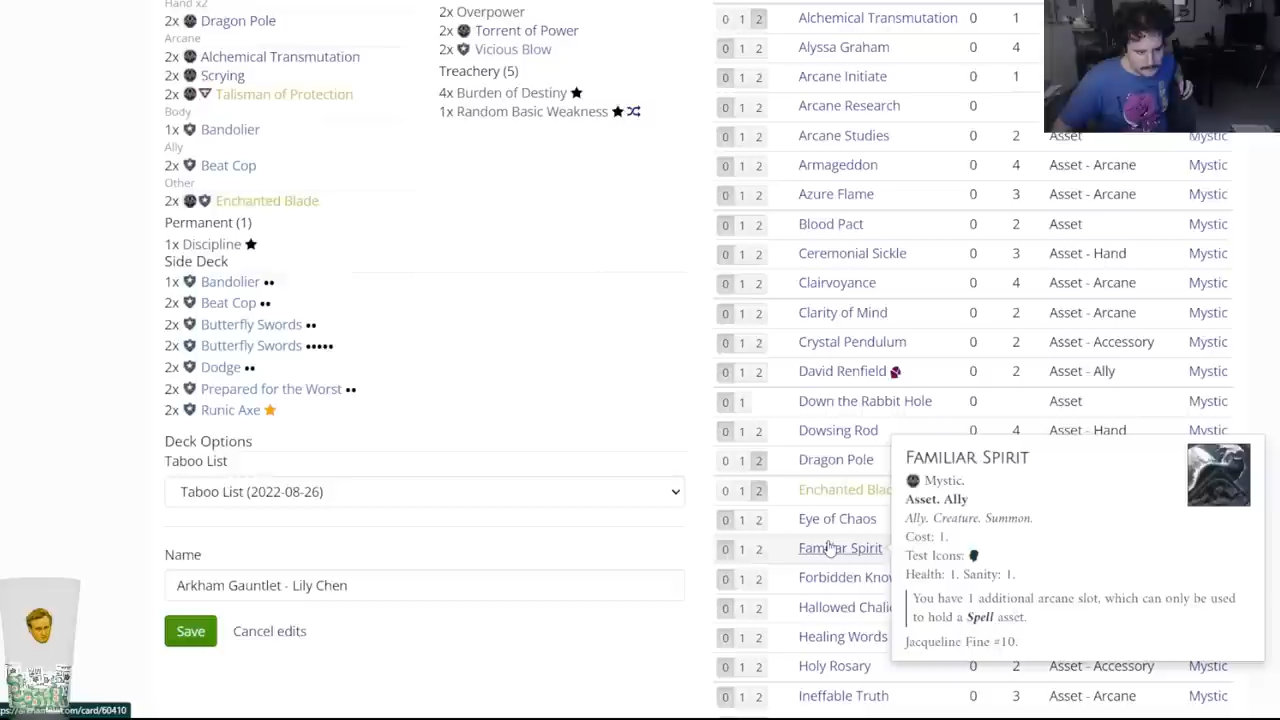 Hand x2
2x Dragon Pole
Arcane
2x Alchemical Transmutation
2x Scrying
2x Talisman of Protection
Body
1x Bandolier
Ally
2x Beat Cop
Other
2x Enchanted Blade
Permanent (1)
1x Discipline
Side Deck
1x Bandolier
2x Beat Cop
2x Butterfly Swords
2x Butterfly Swords
2x Dodge
2x Prepared for the Worst
2x Runic Axe
Deck Options
Taboo List
Taboo List (2022-08-26)
Name
Arkham Gauntlet - Lily Chen
Save Cancel edits
2x Overpower
2x Torrent of Power
2x Vicious Blow
Treachery (5)
4x Burden of Destiny
1x Random Basic Weakness
0 1 2 Alchemical Transmutation 0 1
0 1 2 Alyssa Graham 0 4
0 1 2 Arcane Initiate 0 1
0 1 2 Arcane Research 0
0 1 2 Arcane Studies 0 2 Asset Mystic
0 1 2 Armageddon 0 4 Asset - Arcane Mystic
0 1 2 Azure Flame 0 3 Asset - Arcane Mystic
0 1 2 Blood Pact 0 2 Asset Mystic
0 1 2 Ceremonial Sickle 0 3 Asset - Hand Mystic
0 1 2 Clairvoyance 0 4 Asset - Arcane Mystic
0 1 2 Clarity of Mind 0 2 Asset - Arcane Mystic
0 1 2 Crystal Pendulum 0 2 Asset - Accessory Mystic
0 1 2 David Renfield 0 2 Asset - Ally Mystic
0 1 Down the Rabbit Hole 0 Asset Mystic
0 1 2 Dowsing Rod 0 4 Asset - Hand Mystic
0 1 2 Dragon Pole
0 1 2 Enchanted Bla
0 1 2 Eye of Chaos
0 1 2 Familiar Spirit
0 1 2 Forbidden Kno
0 1 2 Hallowed Chali
0 1 2 Healing Words
0 1 2 Holy Rosary 0 2 Asset - Accessory Mystic
0 1 2 Ineffable Truth 0 3 Asset - Arcane Mystic
FAMILIAR SPIRIT
Mystic.
Asset. Ally
Ally. Creature. Summon.
Cost: 1.
Test Icons:
Health: 1. Sanity: 1.
You have 1 additional arcane slot, which can only be used
to hold a Spell asset.
Jacqueline Fine #10.